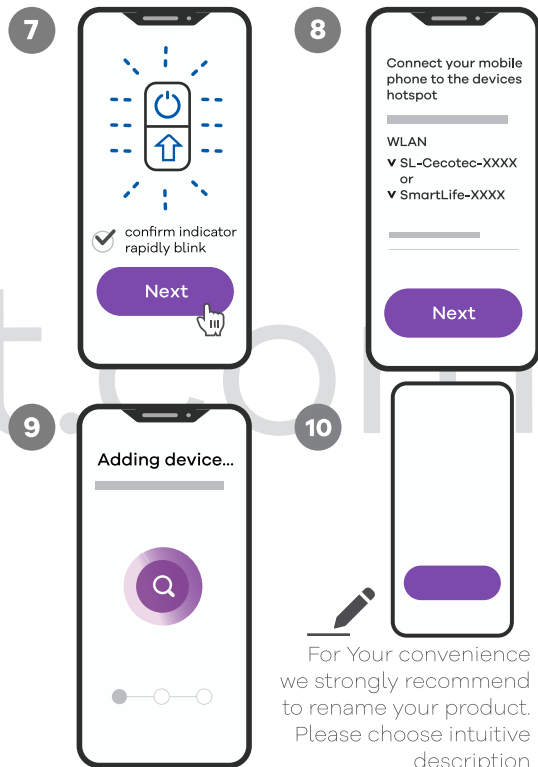 7
confirm indicator
rapidly blink
Next
8
Connect your mobile
phone to the devices
hotspot
WLAN
v SL-Cecotec-XXXX
or
v SmartLife-XXXX
Next
9
Adding device...
10
For Your convenience
we strongly recommend
to rename your product.
Please choose intuitive
description
t.com